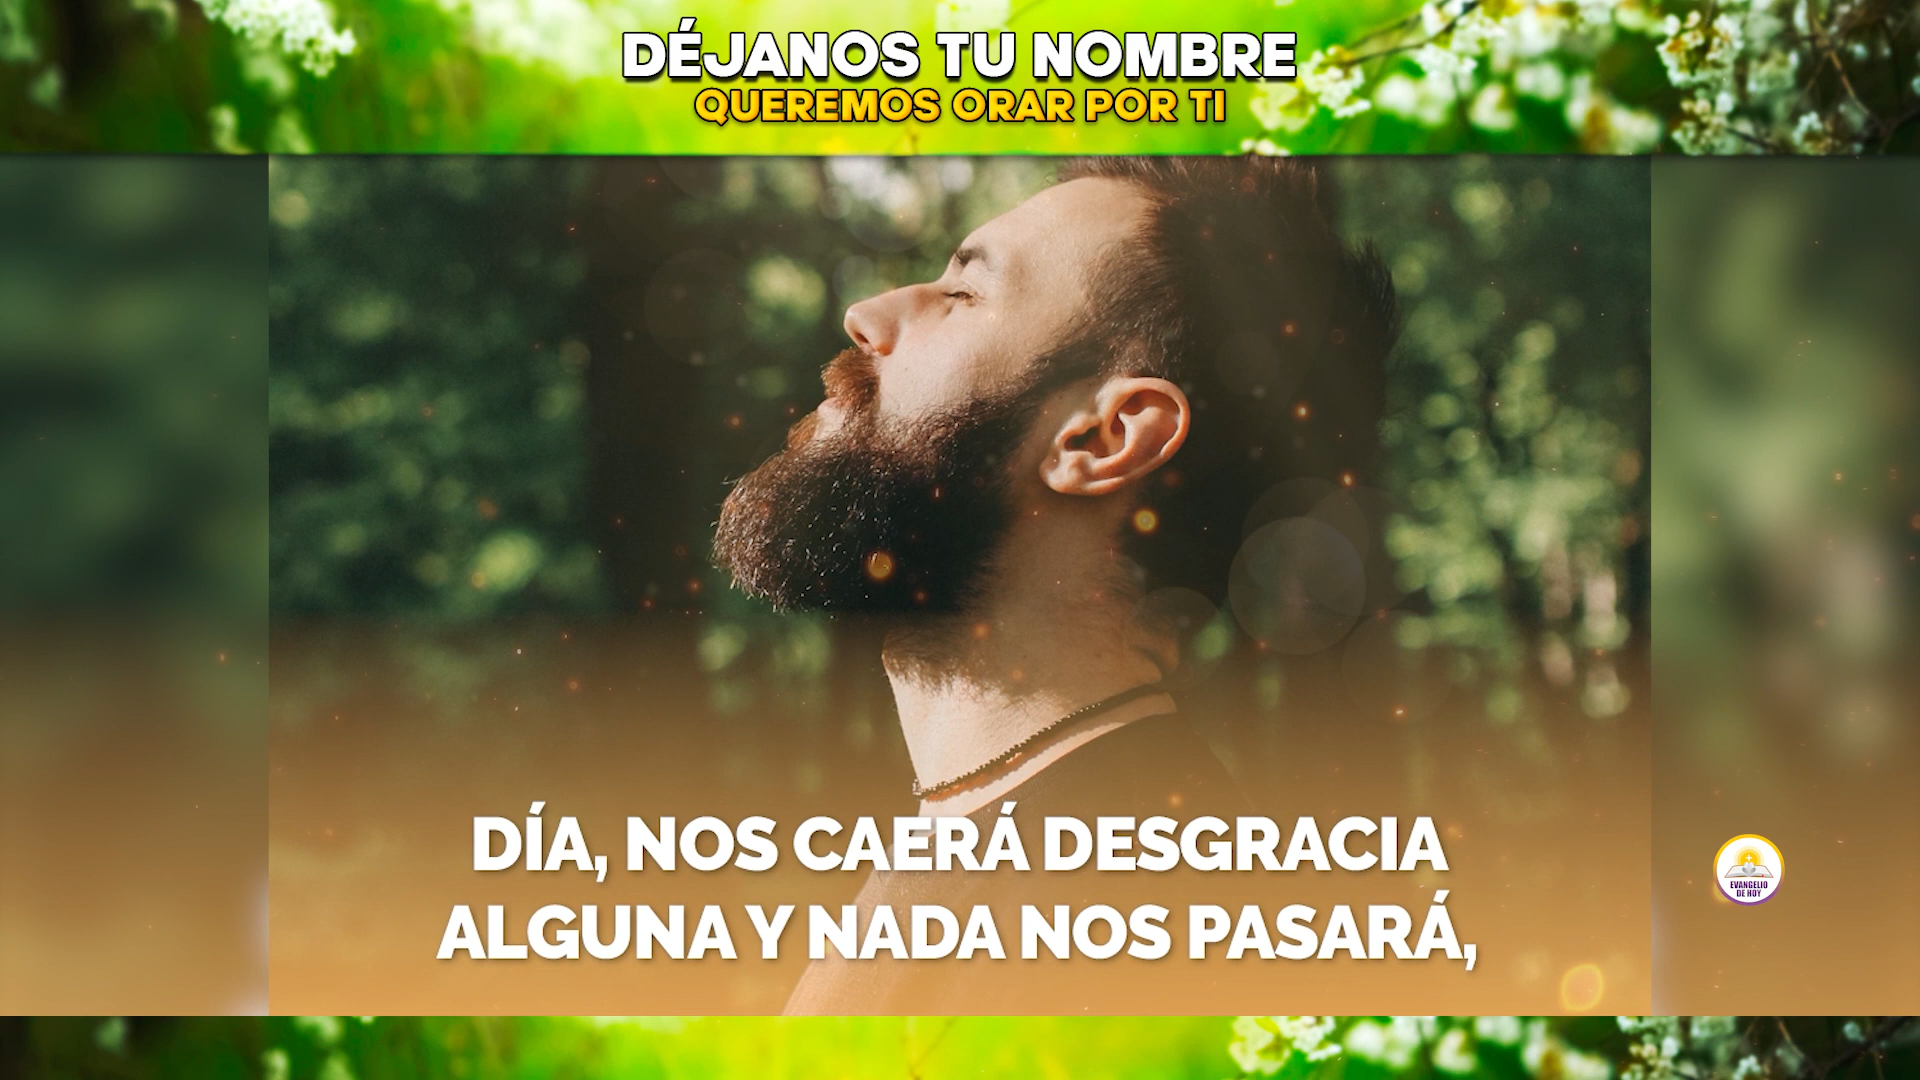 DÉJANOS TU NOMBRE
QUEREMOS ORAR POR TI
DÍA, NOS CAERÁ DESGRACIA
ALGUNA Y NADA NOS PASARÁ,
EVANGELIO
DE HOY